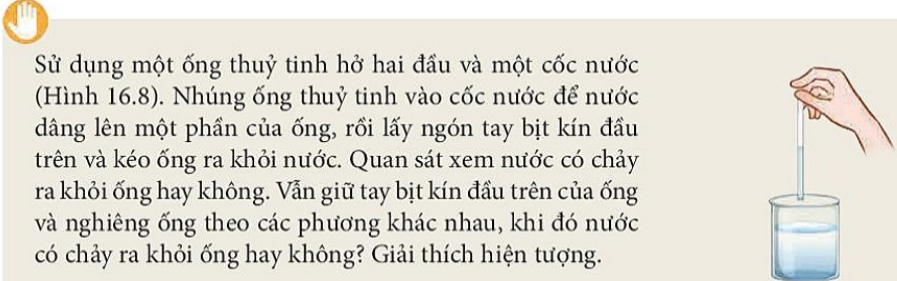 Sử dụng một ống thuỷ tinh hở hai đầu và một cốc nước
(Hình 16.8). Nhúng ống thuỷ tinh vào cốc nước để nước
dâng lên một phần của ống, rồi lấy ngón tay bịt kín đầu
trên và kéo ống ra khỏi nước. Quan sát xem nước có chảy
ra khỏi ống hay không. Vẫn giữ tay bịt kín đầu trên của ống
và nghiêng ống theo các phương khác nhau, khi đó nước
có chảy ra khỏi ống hay không? Giải thích hiện tượng.